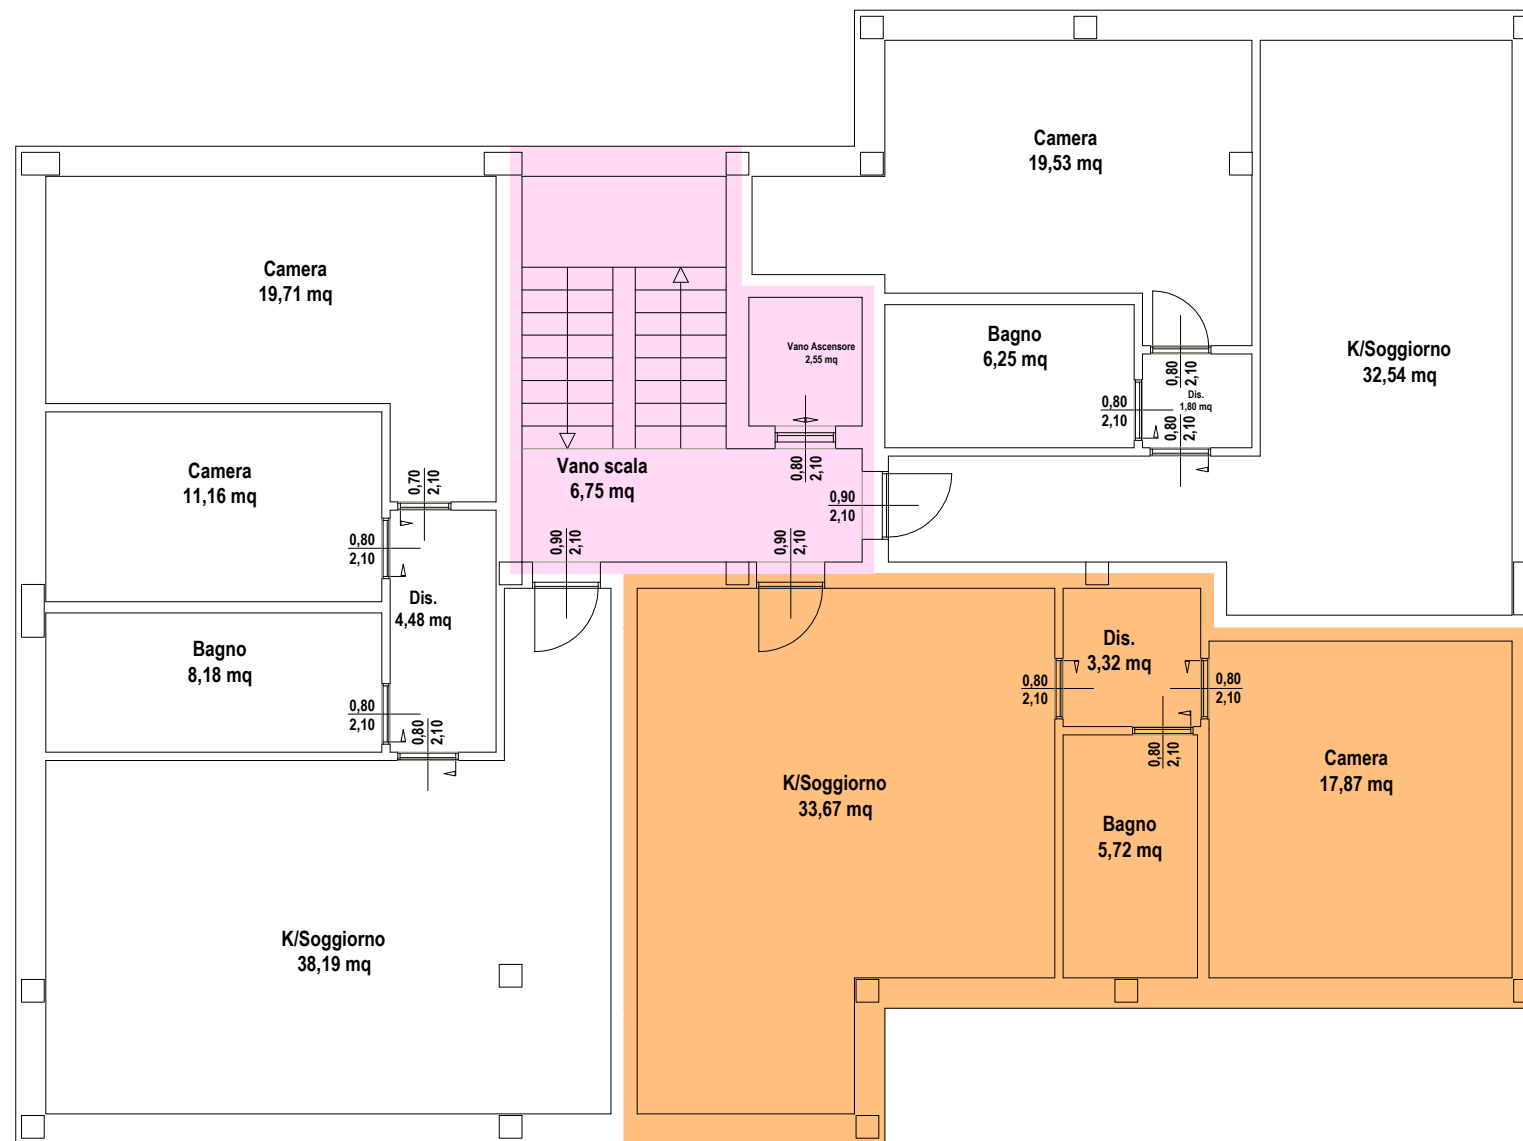 Camera
19,53 mq
Camera
19,71 mq
Bagno
6,25 mq
Vano Ascensore
2,55 mq
K/Soggiorno
32,54 mq
0,80
2,10
Dis.
1,80 mq
0,80
2,10
0,80
2,10
Camera
11,16 mq
Vano scala
6,75 mq
0,80
2,10
0,70
2,10
0,90
2,10
0,80
2,10
0,90
2,10
0,90
2,10
Dis.
4,48 mq
Bagno
8,18 mq
0,80
2,10
0,80
2,10
Dis.
3,32 mq
0,80
2,10
0,80
2,10
0,80
2,10
K/Soggiorno
33,67 mq
Camera
17,87 mq
Bagno
5,72 mq
K/Soggiorno
38,19 mq